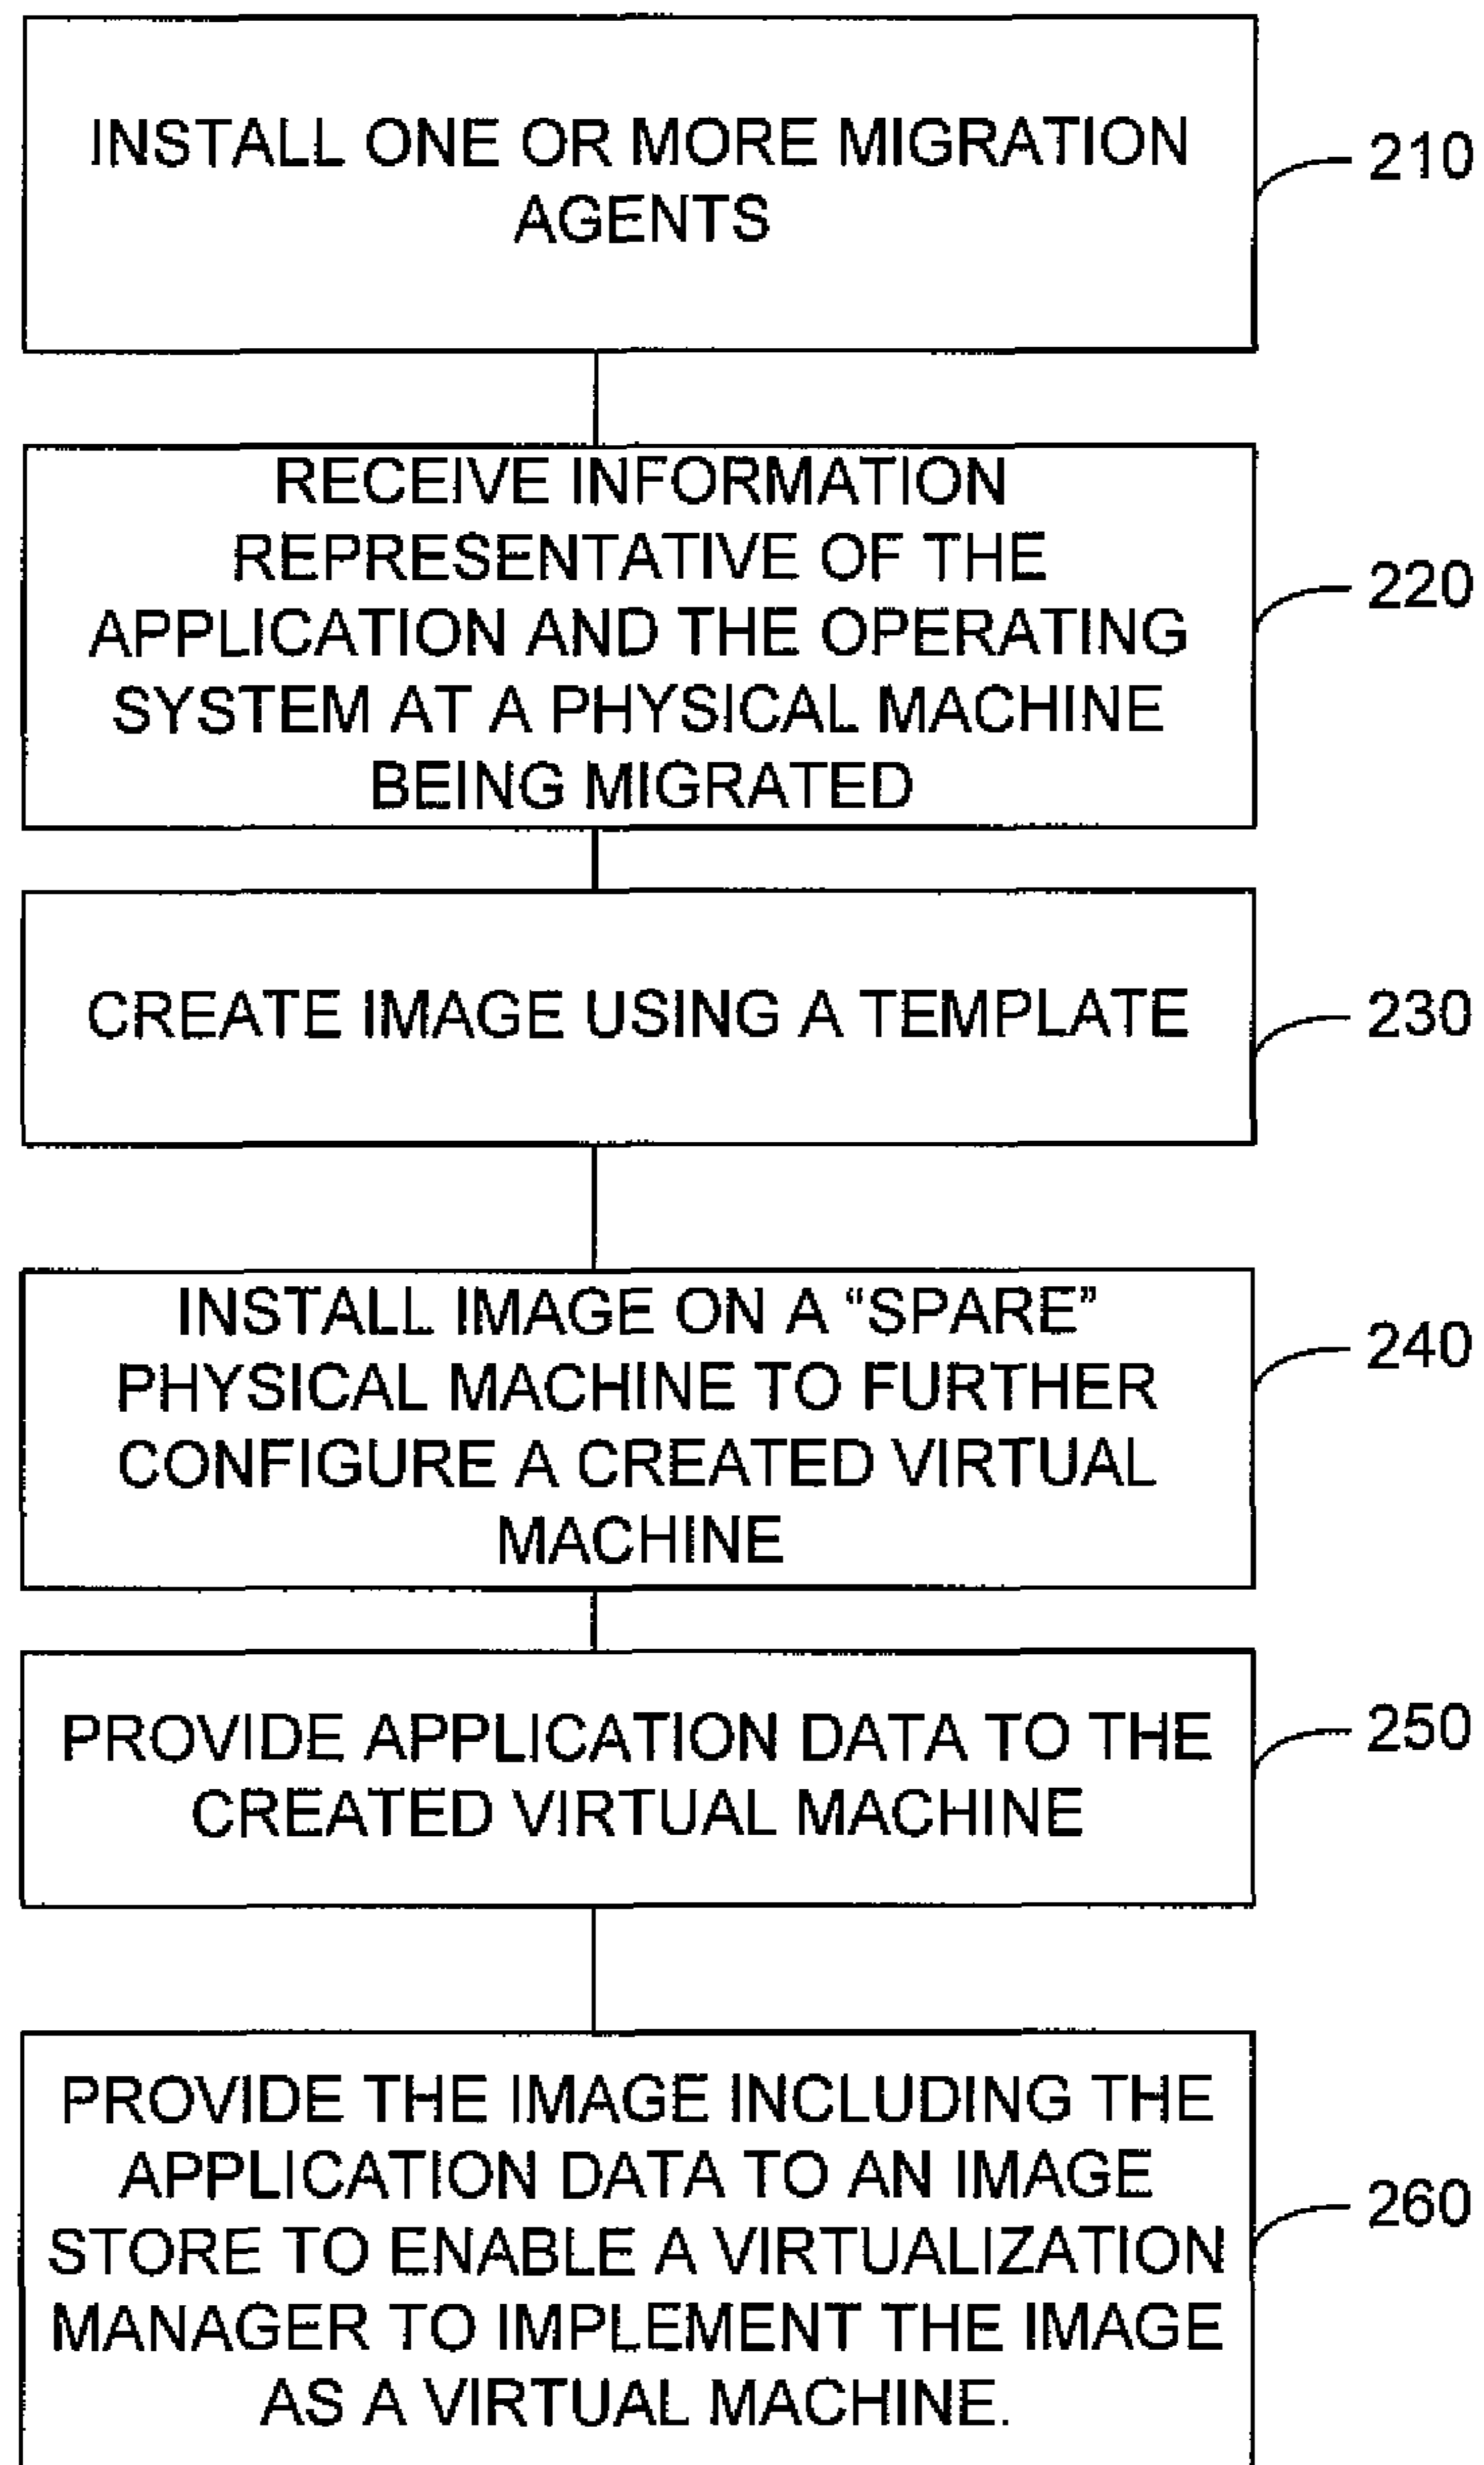 INSTALL ONE OR MORE MIGRATION
AGENTS
210
RECEIVE INFORMATION
REPRESENTATIVE OF THE
APPLICATION AND THE OPERATING
SYSTEM AT A PHYSICAL MACHINE
BEING MIGRATED
220
CREATE IMAGE USING A TEMPLATE
230
INSTALL IMAGE ON A “SPARE”
PHYSICAL MACHINE TO FURTHER
CONFIGURE A CREATED VIRTUAL
MACHINE
240
PROVIDE APPLICATION DATA TO THE
CREATED VIRTUAL MACHINE
250
PROVIDE THE IMAGE INCLUDING THE
APPLICATION DATA TO AN IMAGE
STORE TO ENABLE A VIRTUALIZATION
MANAGER TO IMPLEMENT THE IMAGE
AS A VIRTUAL MACHINE.
260